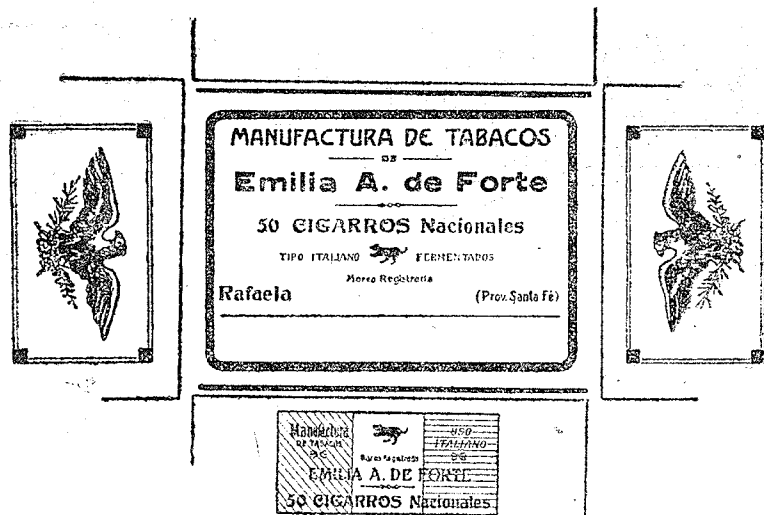 MANUFACTURA DE TABACOS
DE
Emilia A. de Forte
50 CIGARROS Nacionales
TIPO ITALIANO FERMENTADOS
Marca Registrada
Rafaela (Prov. Santa Fé)
Manufactura USO
DE TABACOS ITALIANO
Marca Registrada
EMILIA A. DE FORTE
50 CIGARROS Nacionales